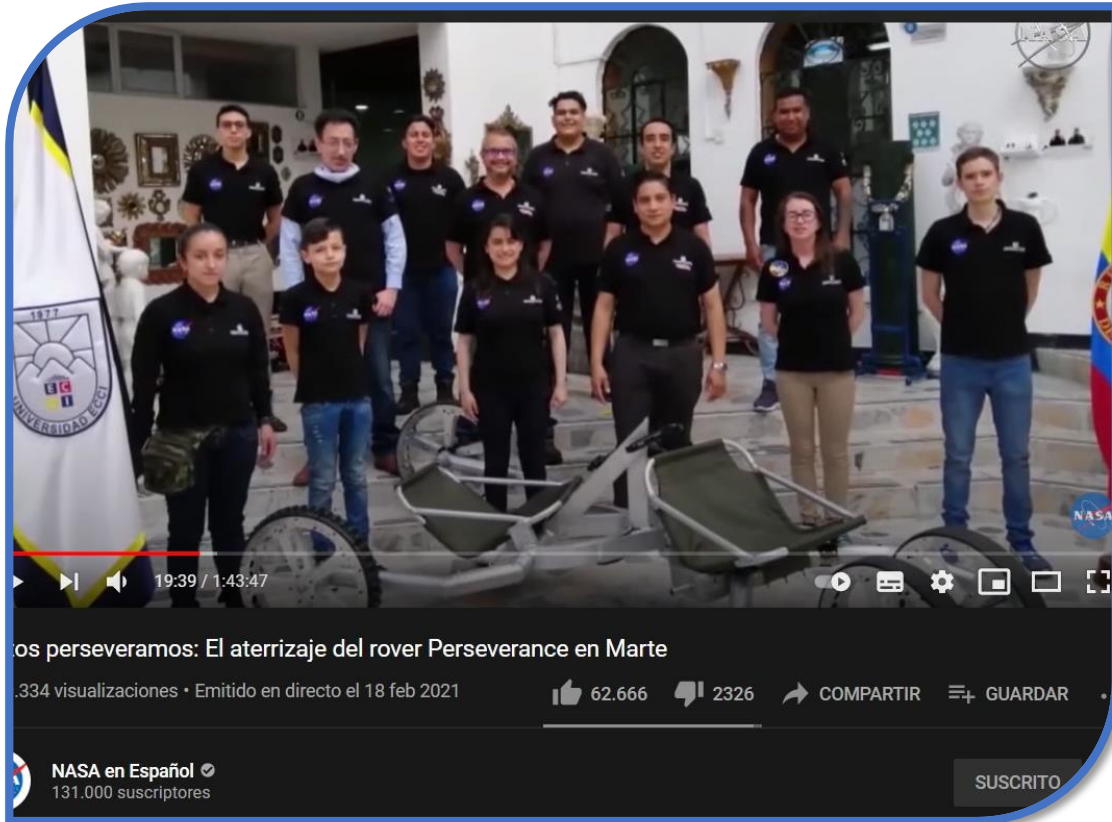 NASA
1977
ECCI
UNIVERSIDAD ECCI
NASA
19:39 / 1:43:47
os perseveramos: El aterrizaje del rover Perseverance en Marte
.334 visualizaciones • Emitido en directo el 18 feb 2021
62.666 2326 COMPARTIR GUARDAR
NASA en Español
131.000 suscriptores
SUSCRITO